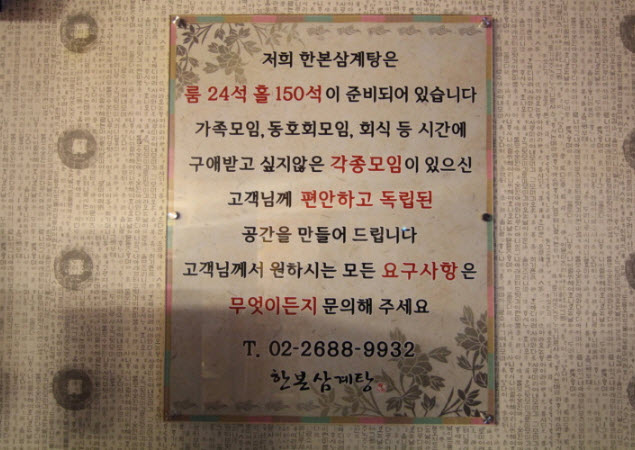 저희 한본삼계탕은
룸 24석 홀 150석이 준비되어 있습니다
가족모임, 동호회모임, 회식 등 시간에
구애받고 싶지않은 각종모임이 있으신
고객님께 편안하고 독립된
공간을 만들어 드립니다
고객님께서 원하시는 모든 요구사항은
무엇이든지 문의해 주세요
T. 02-2688-9932
한본삼계탕